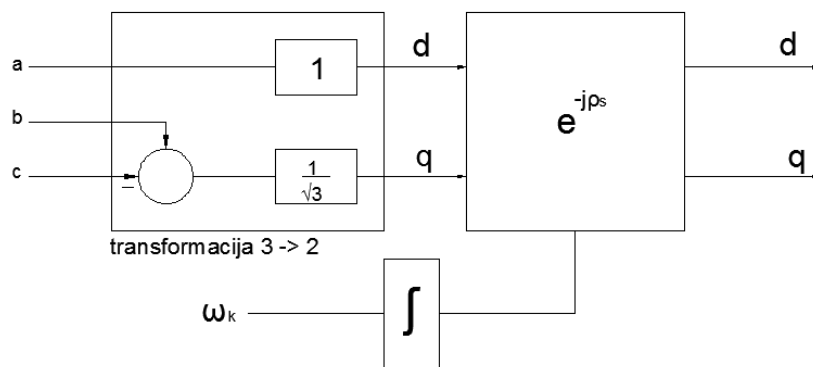 a
1
d
d
b
e^-jρs
c
–
1
√3
q
q
transformacija 3 -> 2
ωk
∫